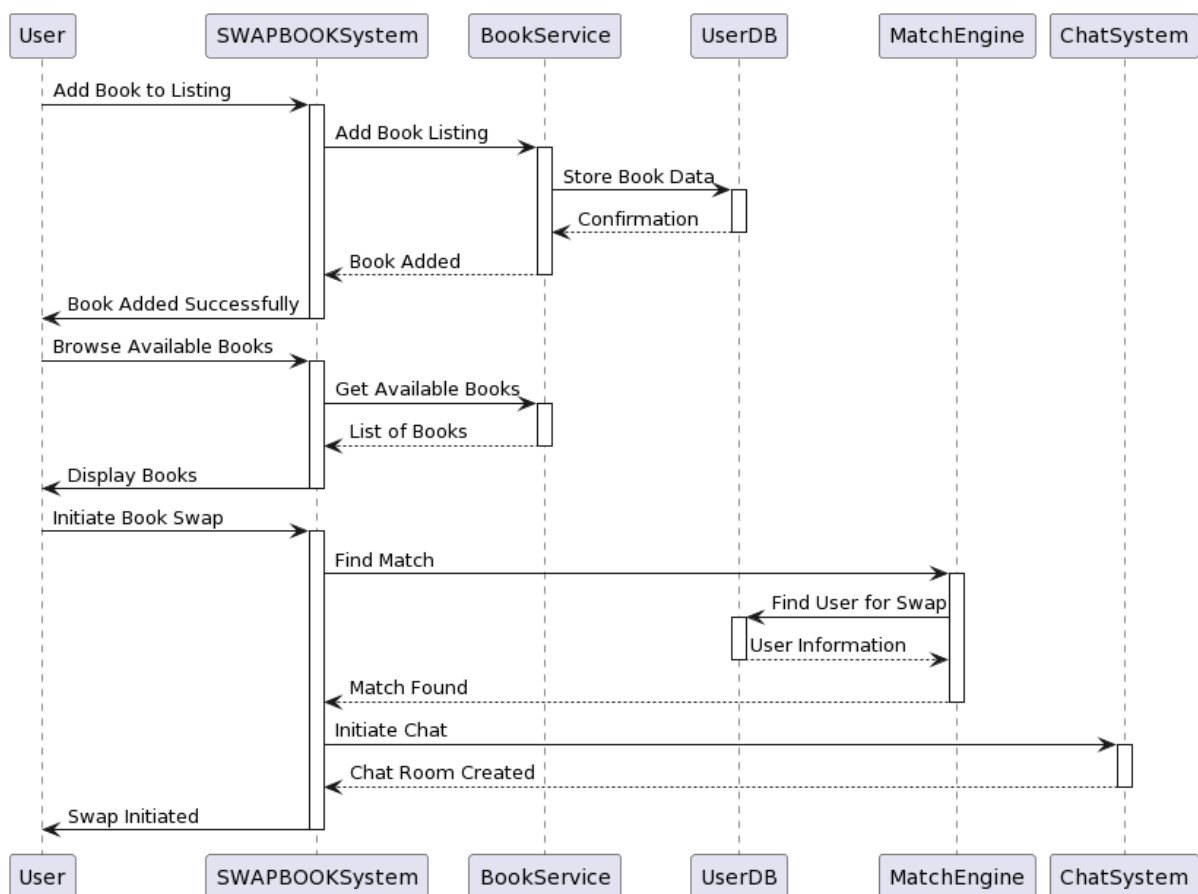 User SWAPBOOKSystem BookService UserDB MatchEngine ChatSystem
Add Book to Listing
Add Book Listing
Store Book Data
Confirmation
Book Added
Book Added Successfully
Browse Available Books
Get Available Books
List of Books
Display Books
Initiate Book Swap
Find Match
Find User for Swap
User Information
Match Found
Initiate Chat
Chat Room Created
Swap Initiated
User SWAPBOOKSystem BookService UserDB MatchEngine ChatSystem